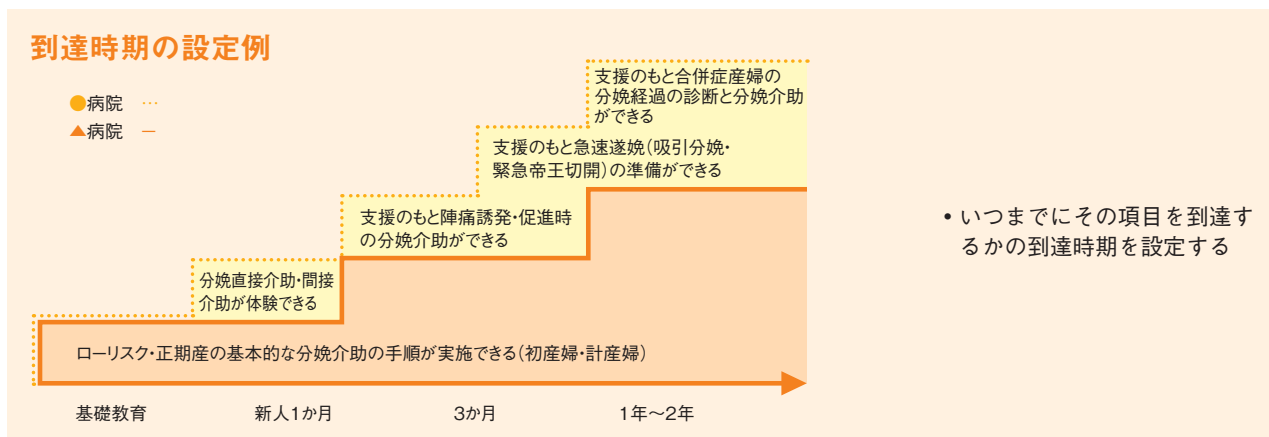 到達時期の設定例
●病院 …
▲病院 −
支援のもと合併症産婦の
分娩経過の診断と分娩介助
ができる
支援のもと急速遂娩(吸引分娩・
緊急帝王切開)の準備ができる
支援のもと陣痛誘発・促進時
の分娩介助ができる
分娩直接介助・間接
介助が体験できる
ローリスク・正期産の基本的な分娩介助の手順が実施できる(初産婦・計産婦)
基礎教育 新人1か月 3か月 1年〜2年
•いつまでにその項目を到達す
るかの到達時期を設定する